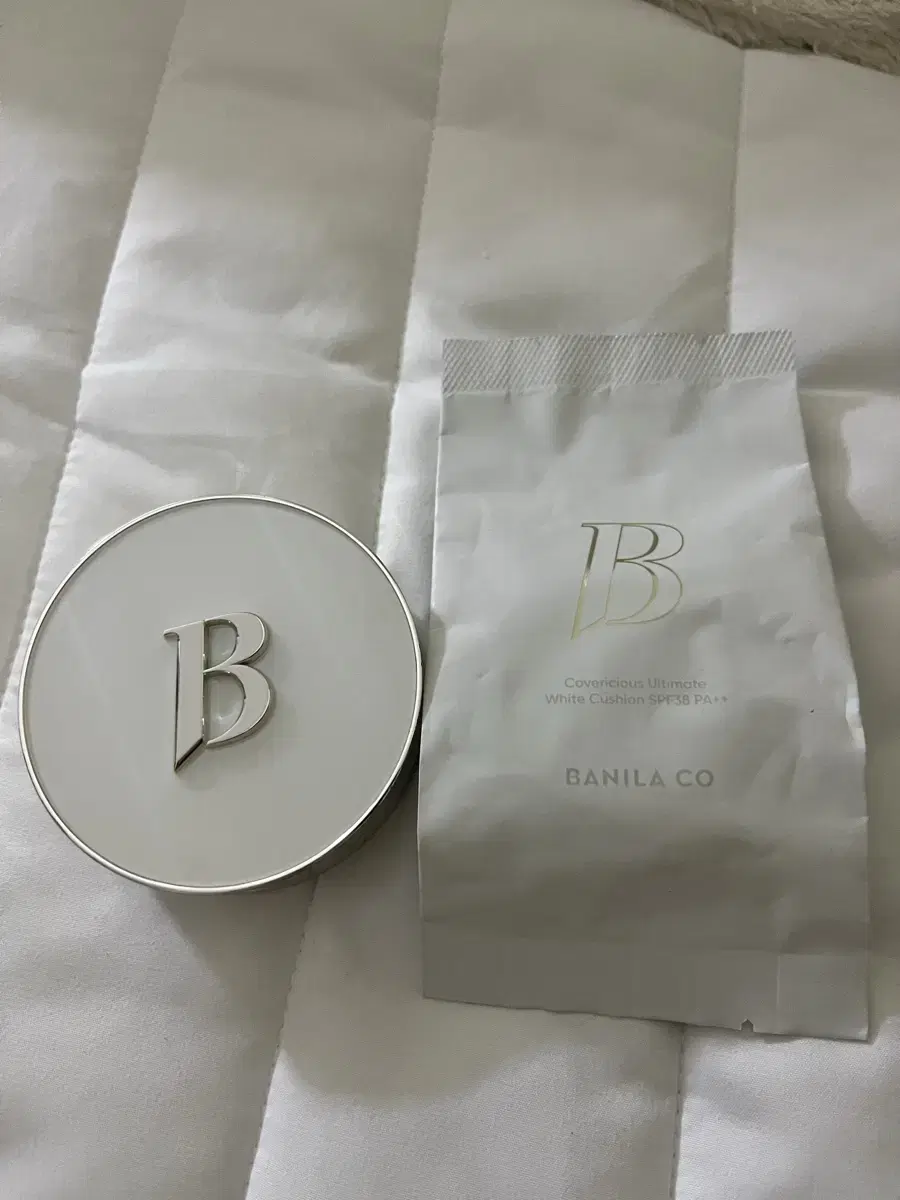 B
B
Covericious Ultimate
White Cushion SPF38 PA++
BANILA CO